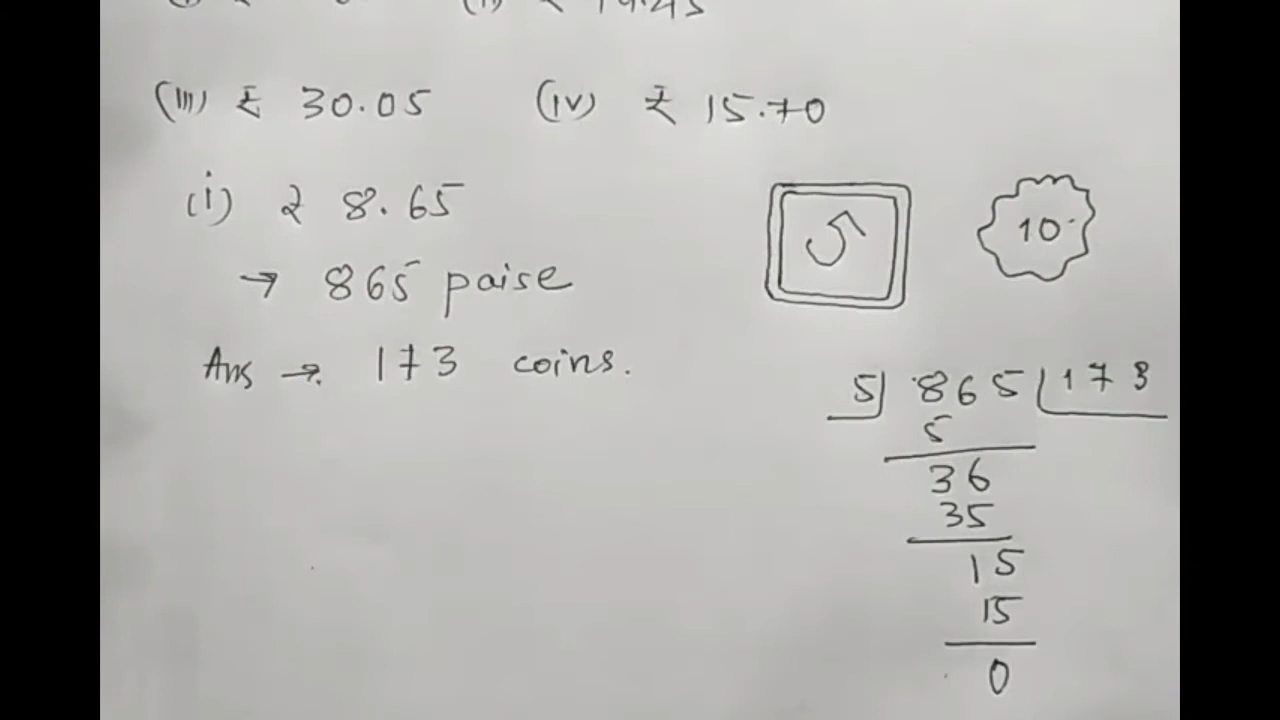 (iii) ₹ 30.05 (iv) ₹ 15.70
(i) ₹ 8.65
→ 865 paise
Ans → 173 coins.
5 10
5) 865 ( 173
5
36
35
15
15
0